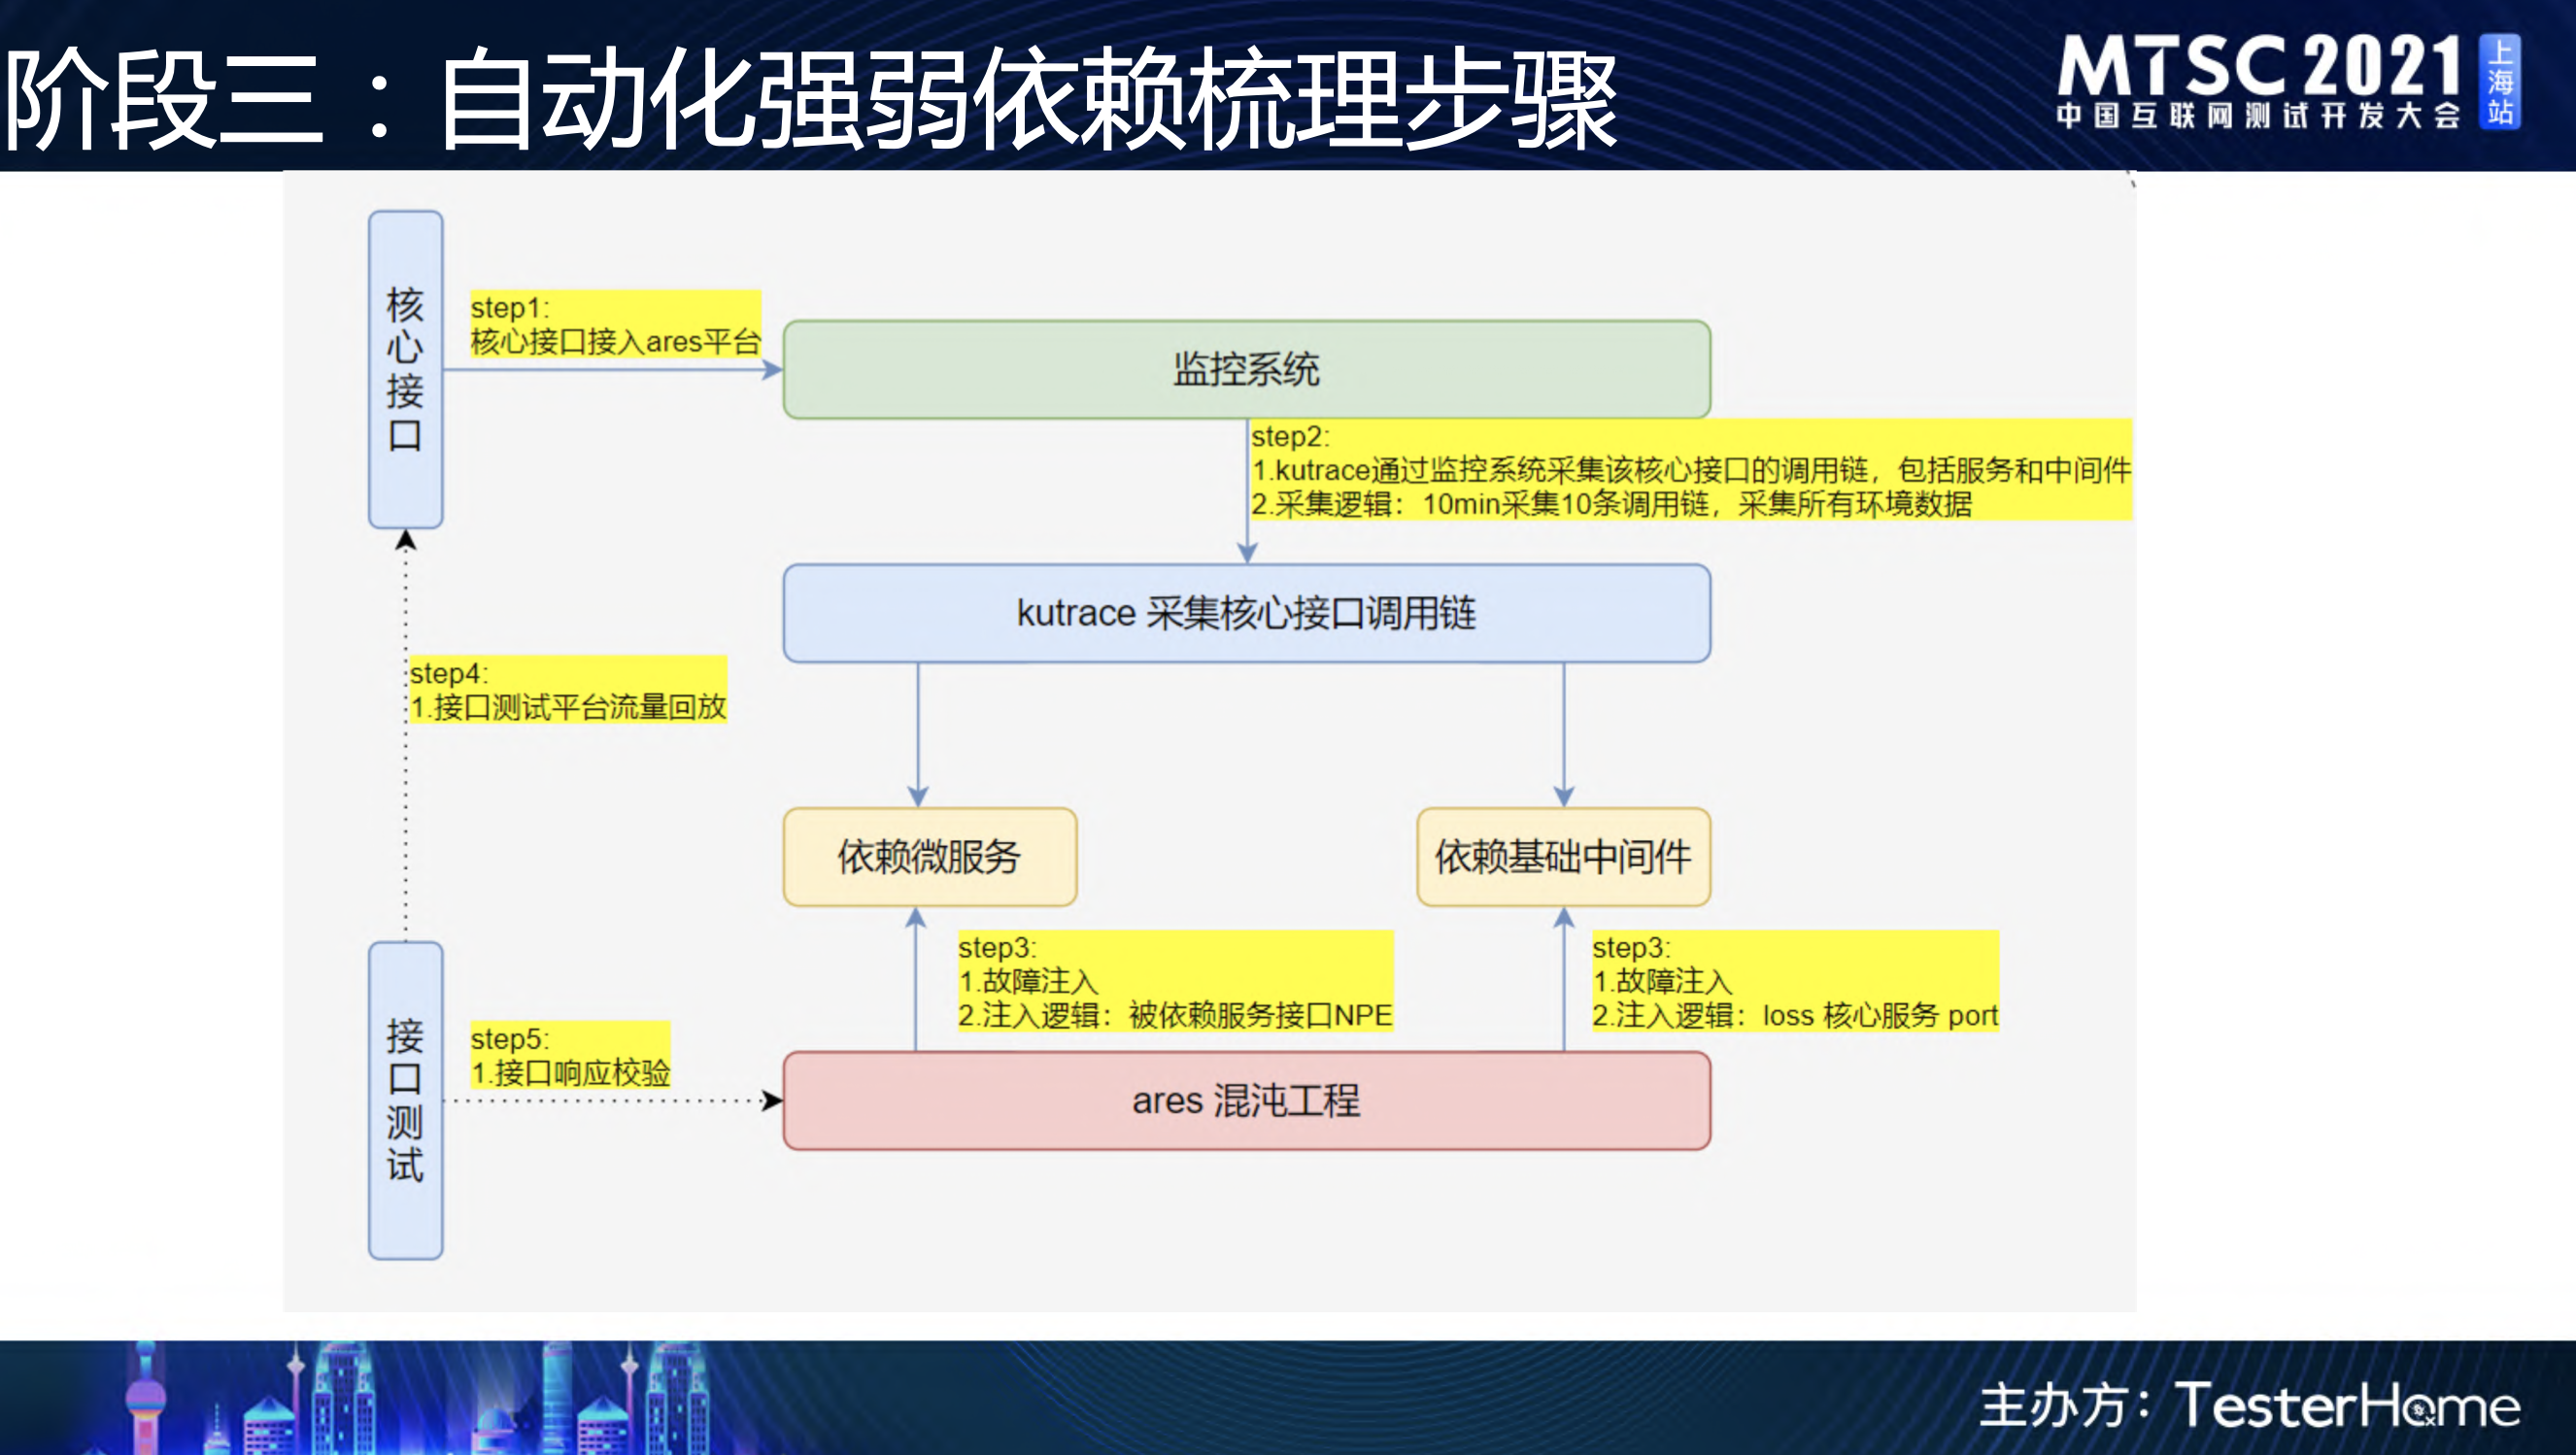 阶段三：自动化强弱依赖梳理步骤
MTSC 2021
中国互联网测试开发大会
上海站
核心接口
step1:
核心接口接入ares平台
监控系统
step2:
1.kutrace通过监控系统采集该核心接口的调用链，包括服务和中间件
2.采集逻辑：10min采集10条调用链，采集所有环境数据
kutrace 采集核心接口调用链
step4:
1.接口测试平台流量回放
依赖微服务
依赖基础中间件
step3:
1.故障注入
2.注入逻辑：被依赖服务接口NPE
step3:
1.故障注入
2.注入逻辑：loss 核心服务 port
接口测试
step5:
1.接口响应校验
ares 混沌工程
主办方：TesterHome